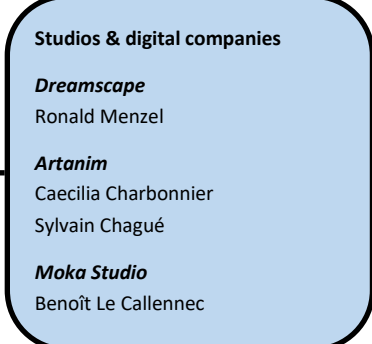 Studios & digital companies
Dreamscape
Ronald Menzel
Artanim
Caecilia Charbonnier
Sylvain Chagué
Moka Studio
Benoît Le Callennec